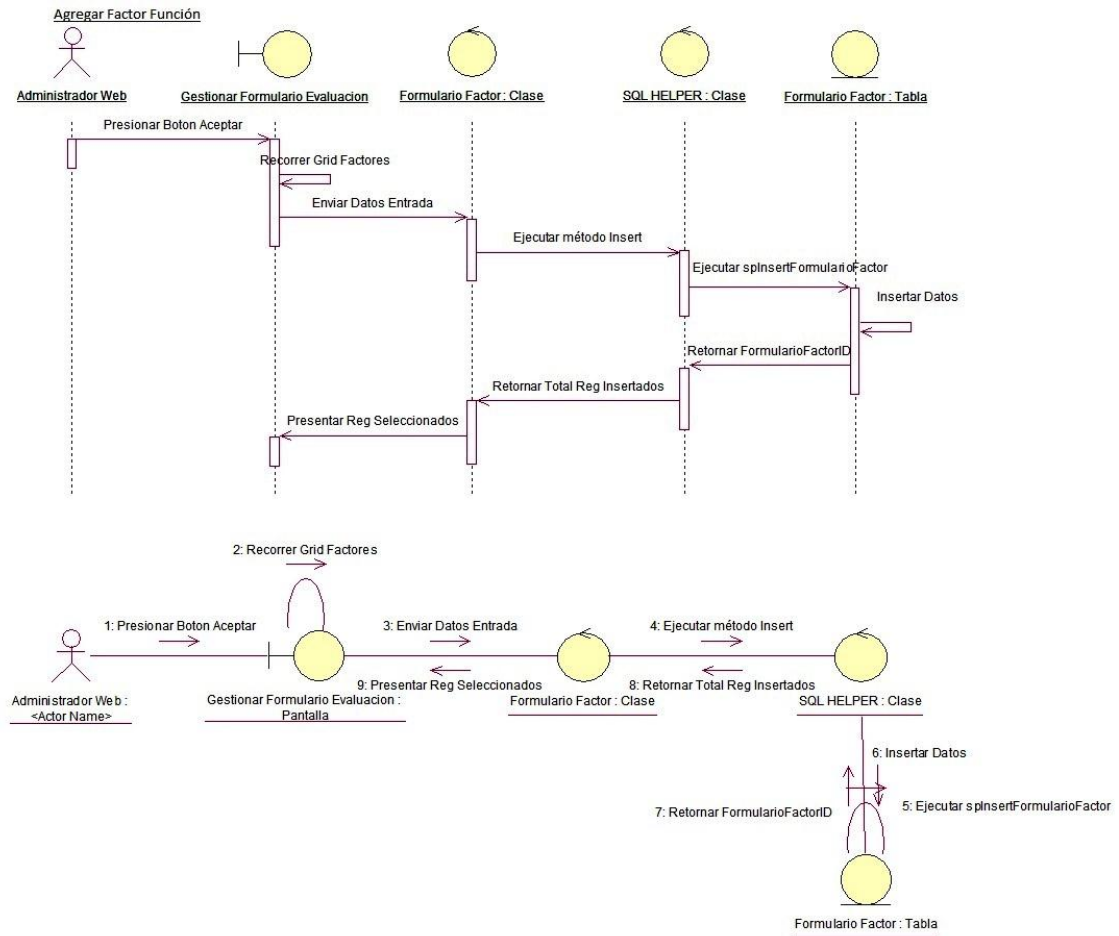 Agregar Factor Función
Administrador Web
Gestionar Formulario Evaluacion
Formulario Factor : Clase
SQL HELPER : Clase
Formulario Factor : Tabla
Presionar Boton Aceptar
Recorrer Grid Factores
Enviar Datos Entrada
Ejecutar método Insert
Ejecutar spInsertFormularioFactor
Insertar Datos
Retornar FormularioFactorID
Retornar Total Reg Insertados
Presentar Reg Seleccionados
2: Recorrer Grid Factores
1: Presionar Boton Aceptar
3: Enviar Datos Entrada
4: Ejecutar método Insert
9: Presentar Reg Seleccionados
8: Retornar Total Reg Insertados
Administrador Web :
<Actor Name>
Gestionar Formulario Evaluacion :
Pantalla
Formulario Factor : Clase
SQL HELPER : Clase
6: Insertar Datos
7: Retornar FormularioFactorID
5: Ejecutar spInsertFormularioFactor
Formulario Factor : Tabla